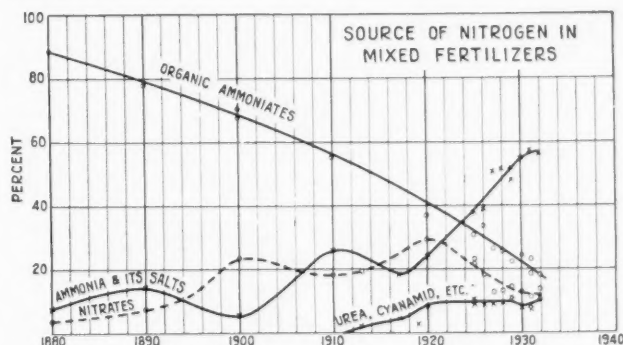 SOURCE OF NITROGEN IN
MIXED FERTILIZERS
100
80
60
40
20
PERCENT
ORGANIC AMMONIATES
AMMONIA & ITS SALTS
NITRATES
UREA, CYANAMID, ETC.
1880
1890
1900
1910
1920
1930
1940